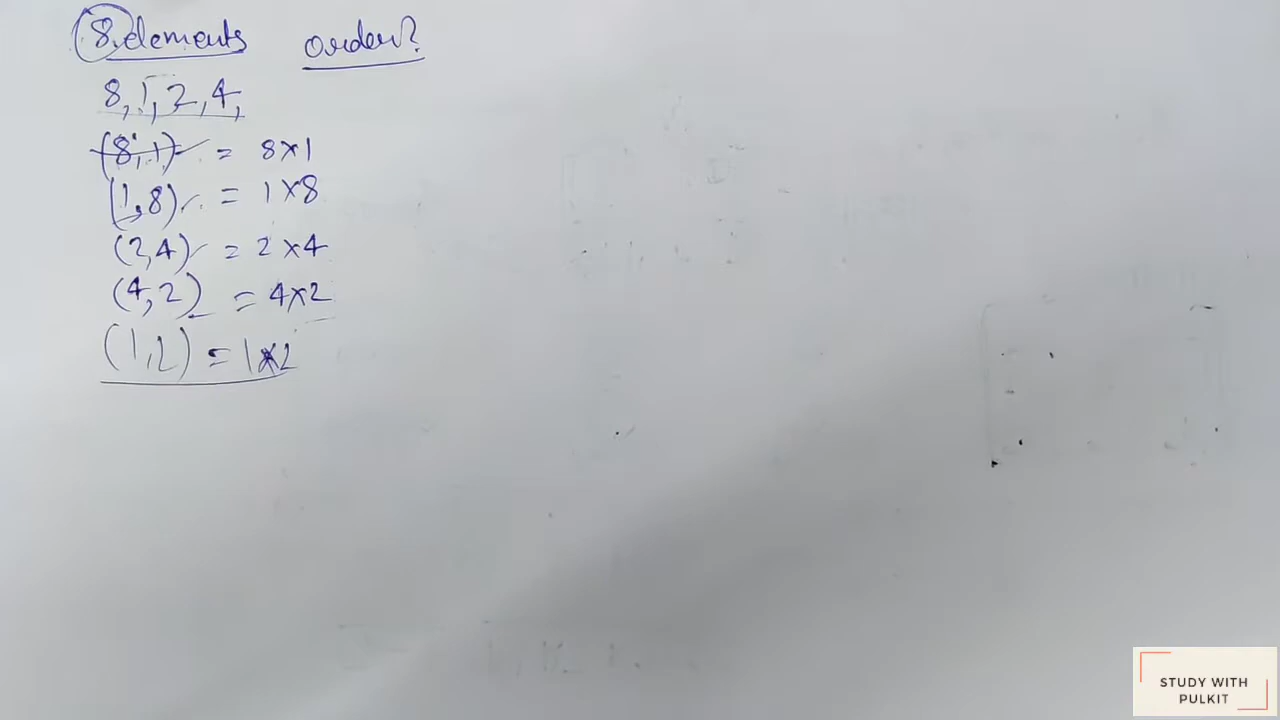 8 elements order?
8, 1, 2, 4,
(8, 1) = 8×1
(1, 8) = 1×8
(2, 4) = 2×4
(4, 2) = 4×2
(1, 2) = 1×2
STUDY WITH
PULKIT